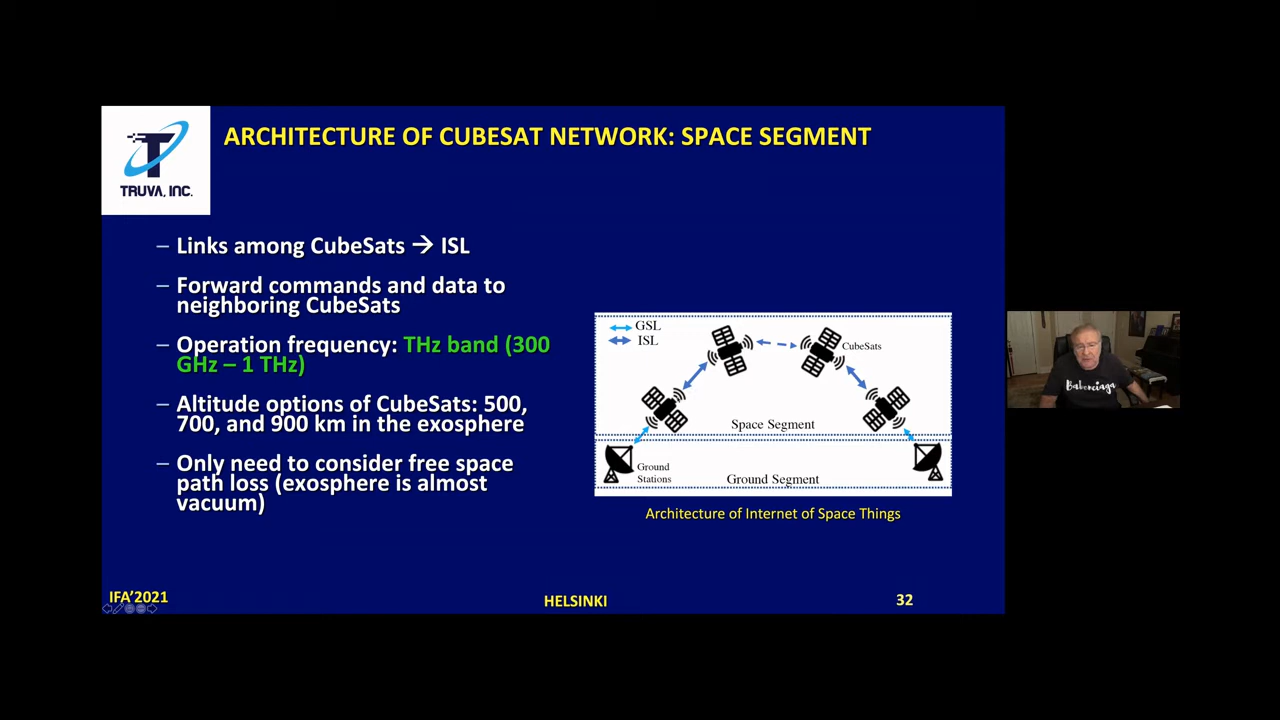 ARCHITECTURE OF CUBESAT NETWORK: SPACE SEGMENT
T
TRUVA, INC.
– Links among CubeSats → ISL
– Forward commands and data to
neighboring CubeSats
– Operation frequency: THz band (300
GHz – 1 THz)
– Altitude options of CubeSats: 500,
700, and 900 km in the exosphere
– Only need to consider free space
path loss (exosphere is almost
vacuum)
GSL
ISL
CubeSats
Space Segment
Ground
Stations
Ground Segment
Architecture of Internet of Space Things
Balonciaga
IFA'2021
HELSINKI
32